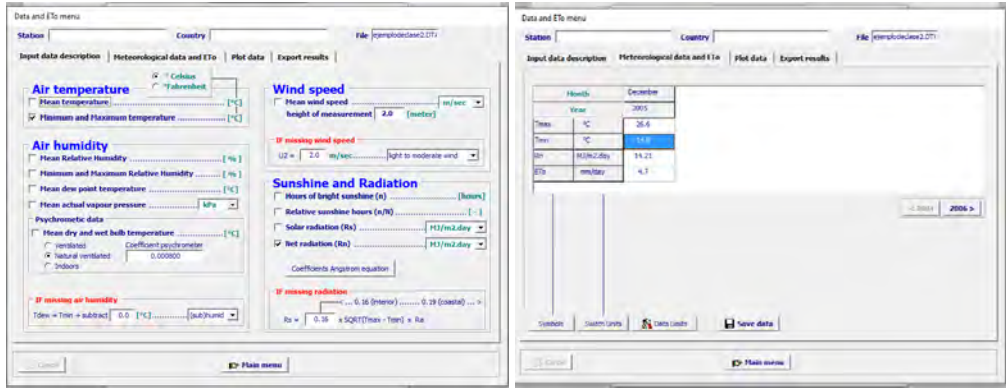 Data and ETo menu
Station
Country
File ejemplodeclase2.DTA
Input data description
Meteorological data and ETo
Plot data
Export results
° Celsius
°Fahrenheit
Air temperature
Mean temperature [°C]
Minimum and Maximum temperature [°C]
Air humidity
Mean Relative Humidity [ % ]
Minimum and Maximum Relative Humidity [ % ]
Mean dew point temperature [°C]
Mean actual vapour pressure kPa
Psychrometic data
Mean dry and wet bulb temperature [°C]
Ventilated
Coefficient psychrometer
Natural ventilated
0.000800
Indoors
IF missing air humidity
Tdew = Tmin → subtract 0.0 [°C] (sub)humid
Wind speed
Mean wind speed m/sec
height of measurement 2.0 [meter]
IF missing wind speed
U2 = 2.0 m/sec light to moderate wind
Sunshine and Radiation
Hours of bright sunshine (n) [hours]
Relative sunshine hours (n/N) [ - ]
Solar radiation (Rs) MJ/m2.day
Net radiation (Rn) MJ/m2.day
Coefficients Angstrom equation
IF missing radiation
< ... 0.16 (interior) ........ 0.19 (coastal) ... >
Rs = 0.16 x SQRT(Tmax - Tmin) x Ra
Cancel
Main menu
Data and ETo menu
Station
Country
File
Input data description
Meteorological data and ETo
Plot data
Export results
Month December
Year 2005
Tmax °C 26.6
Tmin °C 14.8
Rn MJ/m2.day 14.21
ETo mm/day 4.7
2006 >
Symbols
Switch Units
Data Limits
Save data
Cancel
Main menu